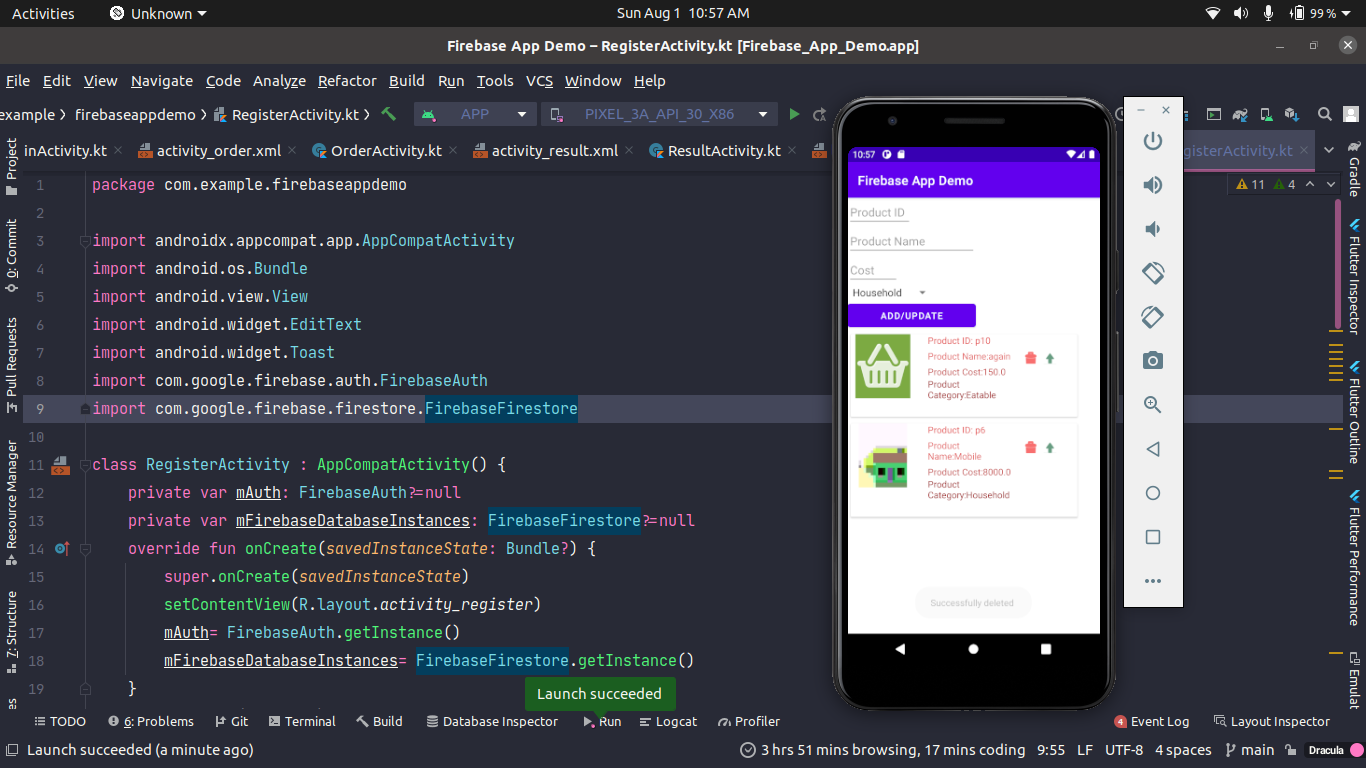 Activities
Unknown
Sun Aug 1 10:57 AM
99 %
Firebase App Demo – RegisterActivity.kt [Firebase_App_Demo.app]
File Edit View Navigate Code Analyze Refactor Build Run Tools VCS Window Help
example
firebaseappdemo
RegisterActivity.kt
APP
PIXEL_3A_API_30_X86
inActivity.kt
activity_order.xml
OrderActivity.kt
activity_result.xml
ResultActivity.kt
gisterActivity.kt
11
4
1 package com.example.firebaseappdemo
2
3 import androidx.appcompat.app.AppCompatActivity
4 import android.os.Bundle
5 import android.view.View
6 import android.widget.EditText
7 import android.widget.Toast
8 import com.google.firebase.auth.FirebaseAuth
9 import com.google.firebase.firestore.FirebaseFirestore
10
11 class RegisterActivity : AppCompatActivity() {
12 private var mAuth: FirebaseAuth?=null
13 private var mFirebaseDatabaseInstances: FirebaseFirestore?=null
14 override fun onCreate(savedInstanceState: Bundle?) {
15 super.onCreate(savedInstanceState)
16 setContentView(R.layout.activity_register)
17 mAuth= FirebaseAuth.getInstance()
18 mFirebaseDatabaseInstances= FirebaseFirestore.getInstance()
19 }
Project
0: Commit
Pull Requests
Resource Manager
7: Structure
es
10:57
Firebase App Demo
Product ID
Product Name
Cost
Household
ADD/UPDATE
Product ID: p10
Product Name:again
Product Cost:150.0
Product
Category:Eatable
Product ID: p6
Product
Name:Mobile
Product Cost:8000.0
Product
Category:Household
Successfully deleted
Gradle
Flutter Inspector
Flutter Outline
Flutter Performance
Emulat
Launch succeeded
TODO
6: Problems
Git
Terminal
Build
Database Inspector
Run
Logcat
Profiler
4 Event Log
Layout Inspector
Launch succeeded (a minute ago)
3 hrs 51 mins browsing, 17 mins coding
9:55
LF
UTF-8
4 spaces
main
Dracula